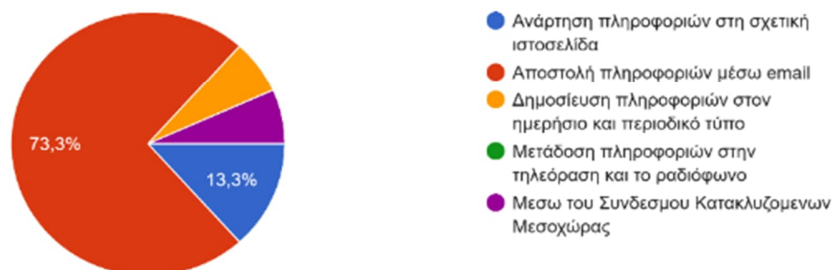 73,3%
13,3%
Ανάρτηση πληροφοριών στη σχετική
ιστοσελίδα
Αποστολή πληροφοριών μέσω email
Δημοσίευση πληροφοριών στον
ημερήσιο και περιοδικό τύπο
Μετάδοση πληροφοριών στην
τηλεόραση και το ραδιόφωνο
Μεσω του Συνδεσμου Κατακλυζομενων
Μεσοχώρας